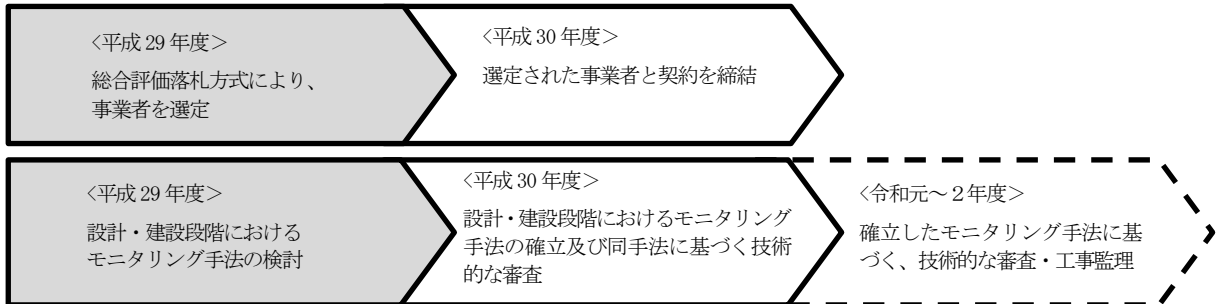 <平成 29 年度>
総合評価落札方式により、
事業者を選定
<平成 30 年度>
選定された事業者と契約を締結
<平成 29 年度>
設計・建設段階における
モニタリング手法の検討
<平成 30 年度>
設計・建設段階におけるモニタリング
手法の確立及び同手法に基づく技術
的な審査
<令和元～２年度>
確立したモニタリング手法に基
づく、技術的な審査・工事監理